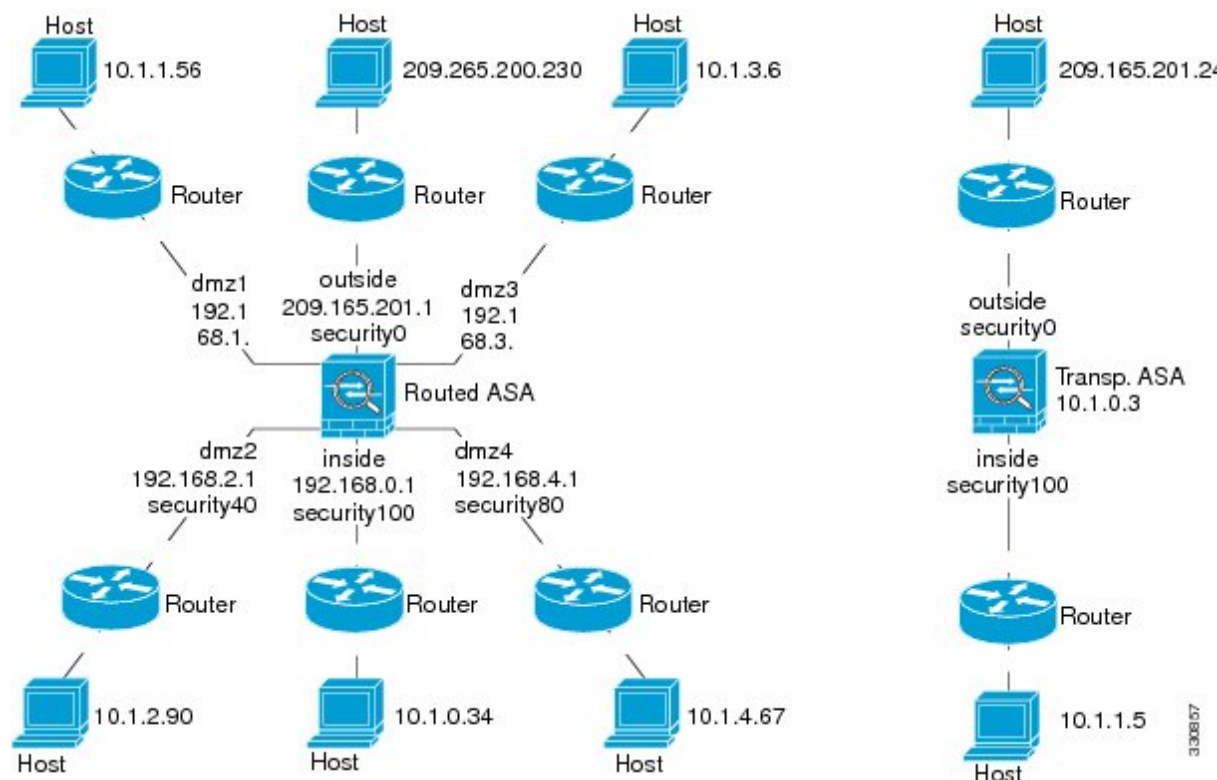 Host
10.1.1.56
Host
209.265.200.230
Host
10.1.3.6
Host
209.165.201.24
Router
Router
Router
Router
dmz1
192.1
68.1.
outside
209.165.201.1
security0
dmz3
192.1
68.3.
outside
security0
Routed ASA
Transp. ASA
10.1.0.3
dmz2
192.168.2.1
security40
inside
192.168.0.1
security100
dmz4
192.168.4.1
security80
inside
security100
Router
Router
Router
Router
10.1.2.90
Host
10.1.0.34
Host
10.1.4.67
Host
10.1.1.5
Host
330857